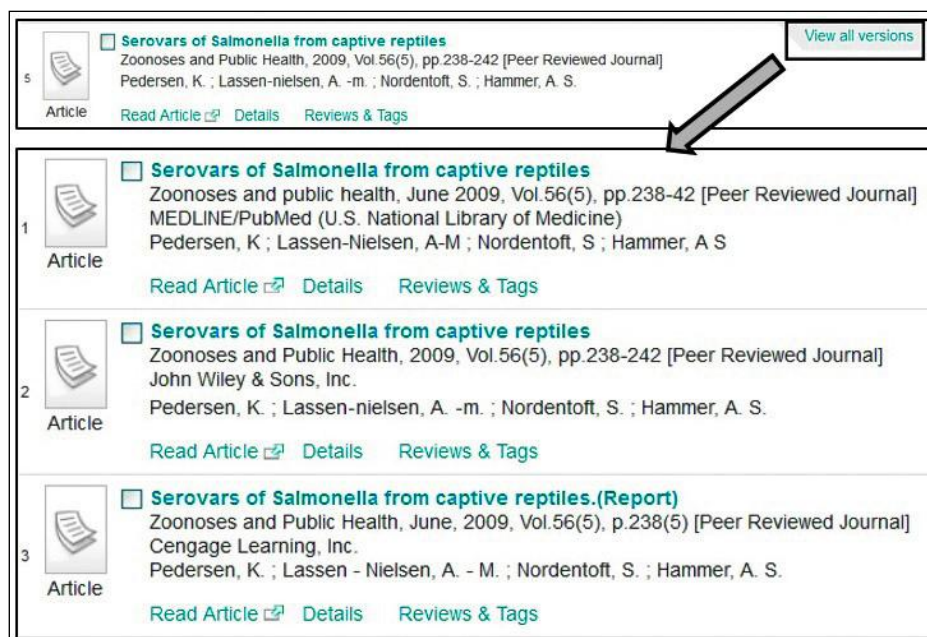 Serovars of Salmonella from captive reptiles
View all versions
Zoonoses and Public Health, 2009, Vol.56(5), pp.238-242 [Peer Reviewed Journal]
5
Pedersen, K. ; Lassen-nielsen, A. -m. ; Nordentoft, S. ; Hammer, A. S.
Article
Read Article Details Reviews & Tags
Serovars of Salmonella from captive reptiles
Zoonoses and public health, June 2009, Vol.56(5), pp.238-42 [Peer Reviewed Journal]
MEDLINE/PubMed (U.S. National Library of Medicine)
1
Pedersen, K ; Lassen-Nielsen, A-M ; Nordentoft, S ; Hammer, A S
Article
Read Article Details Reviews & Tags
Serovars of Salmonella from captive reptiles
Zoonoses and Public Health, 2009, Vol.56(5), pp.238-242 [Peer Reviewed Journal]
John Wiley & Sons, Inc.
2
Pedersen, K. ; Lassen-nielsen, A. -m. ; Nordentoft, S. ; Hammer, A. S.
Article
Read Article Details Reviews & Tags
Serovars of Salmonella from captive reptiles.(Report)
Zoonoses and Public Health, June, 2009, Vol.56(5), p.238(5) [Peer Reviewed Journal]
Cengage Learning, Inc.
3
Pedersen, K. ; Lassen - Nielsen, A. - M. ; Nordentoft, S. ; Hammer, A. S.
Article
Read Article Details Reviews & Tags